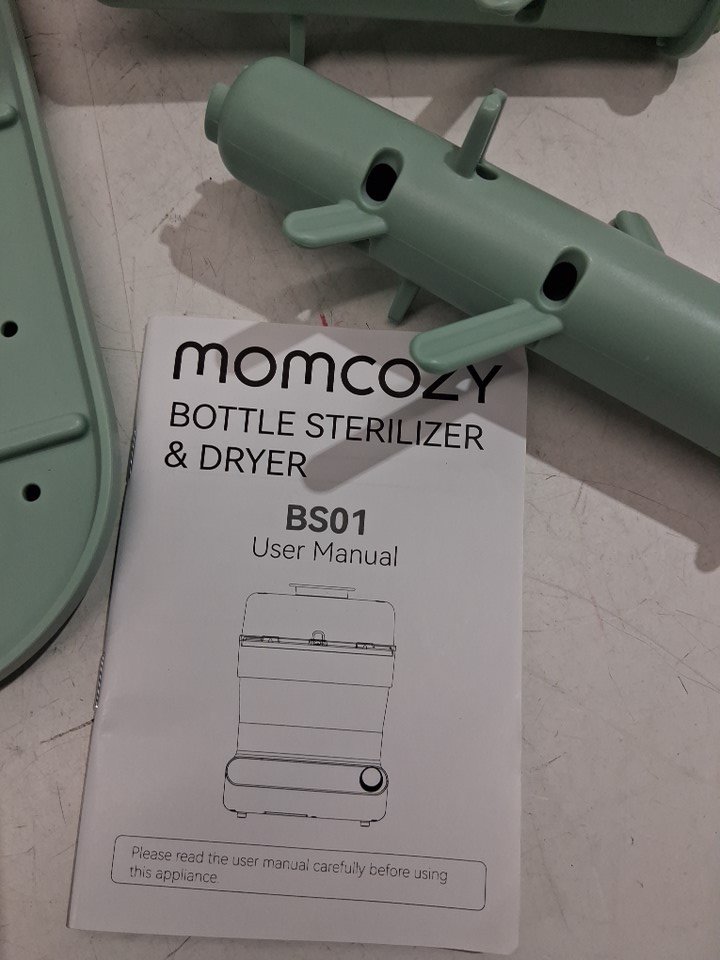 momcozy
BOTTLE STERILIZER
& DRYER
BS01
User Manual
Please read the user manual carefully before using
this appliance.